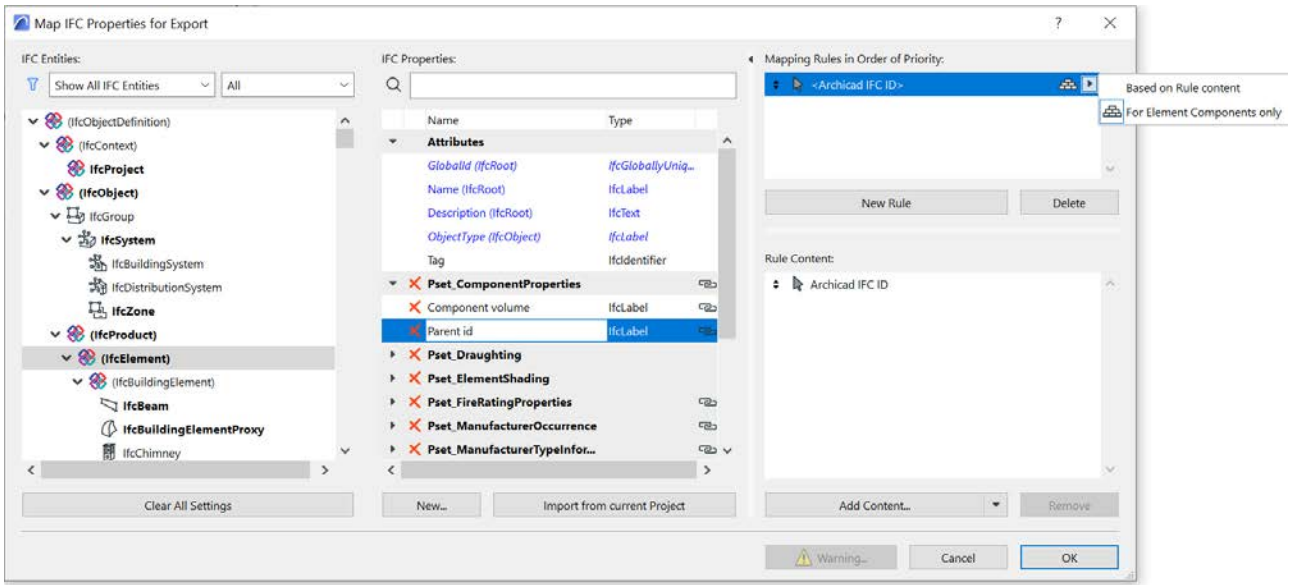 Map IFC Properties for Export
?
IFC Entities:
Show All IFC Entities
All
(IfcObjectDefinition)
(IfcContext)
IfcProject
(IfcObject)
IfcGroup
IfcSystem
IfcBuildingSystem
IfcDistributionSystem
IfcZone
(IfcProduct)
(IfcElement)
(IfcBuildingElement)
IfcBeam
IfcBuildingElementProxy
IfcChimney
Clear All Settings
IFC Properties:
Name Type
Attributes
GlobalId (IfcRoot) IfcGloballyUniq...
Name (IfcRoot) IfcLabel
Description (IfcRoot) IfcText
ObjectType (IfcObject) IfcLabel
Tag IfcIdentifier
Pset_ComponentProperties
Component volume IfcLabel
Parent id IfcLabel
Pset_Draughting
Pset_ElementShading
Pset_FireRatingProperties
Pset_ManufacturerOccurrence
Pset_ManufacturerTypeInfor...
New...
Import from current Project
Mapping Rules in Order of Priority:
<Archicad IFC ID>
Based on Rule content
For Element Components only
New Rule
Delete
Rule Content:
Archicad IFC ID
Add Content...
Remove
Warning...
Cancel
OK